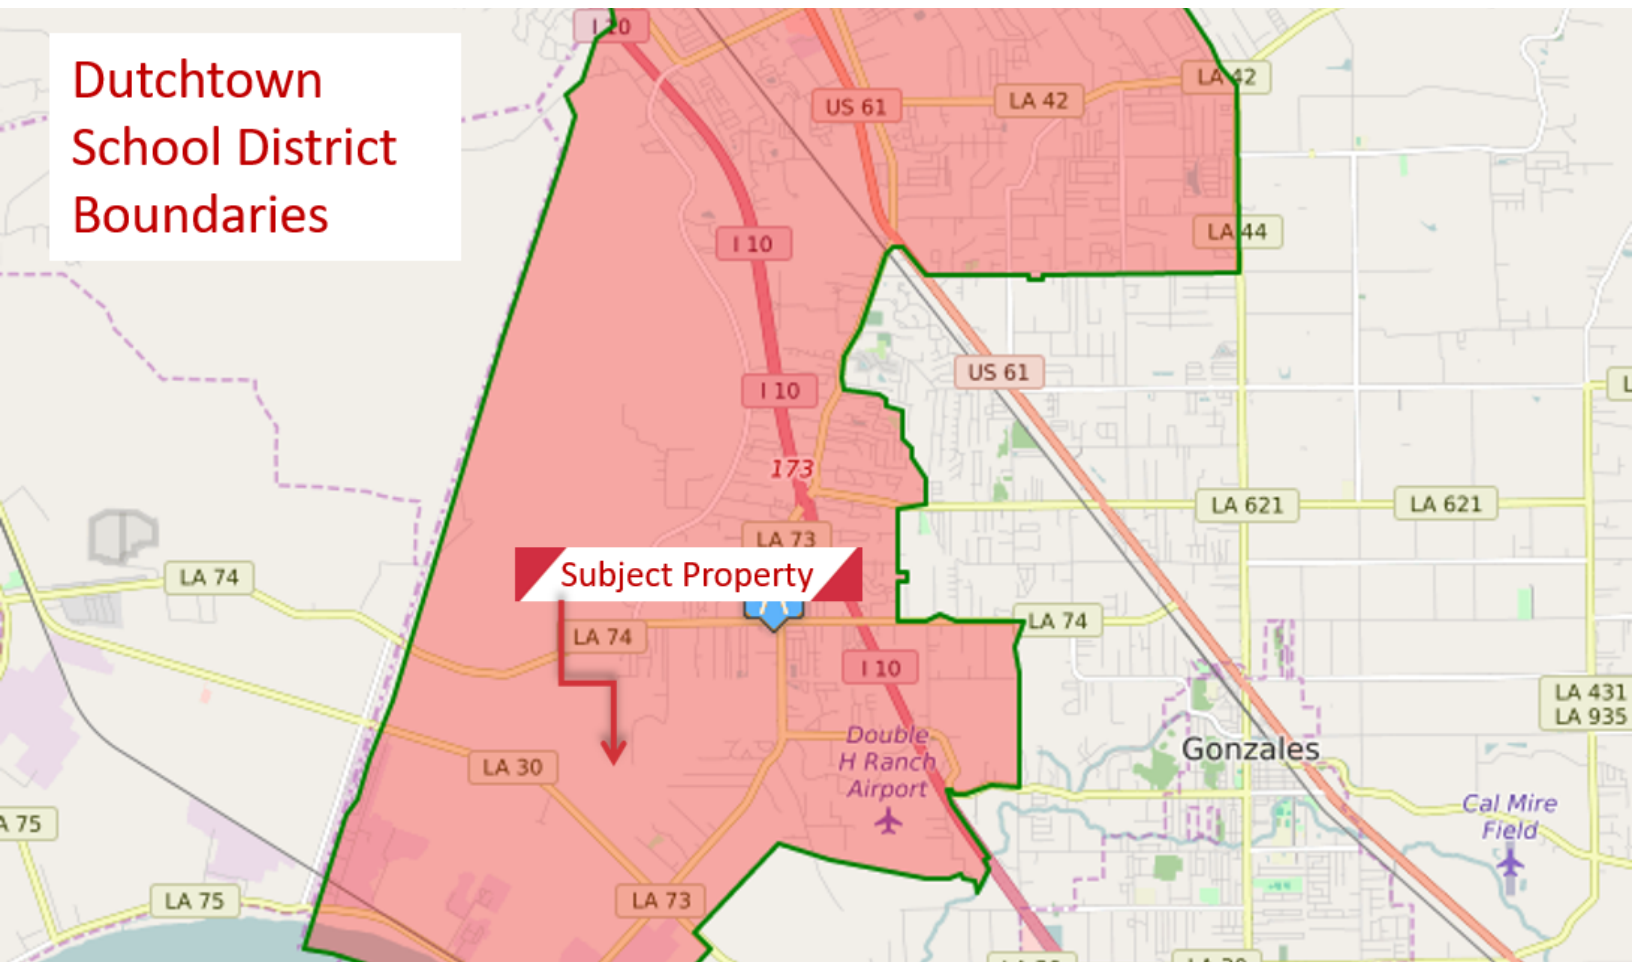 Dutchtown
School District
Boundaries
I 10
LA 42
US 61
LA 42
LA 44
I 10
US 61
I 10
173
LA 621
LA 621
LA 73
Subject Property
LA 74
LA 74
LA 74
I 10
LA 431
LA 935
Double
H Ranch
Airport
Gonzales
LA 30
Cal Mire
Field
A 75
LA 75
LA 73